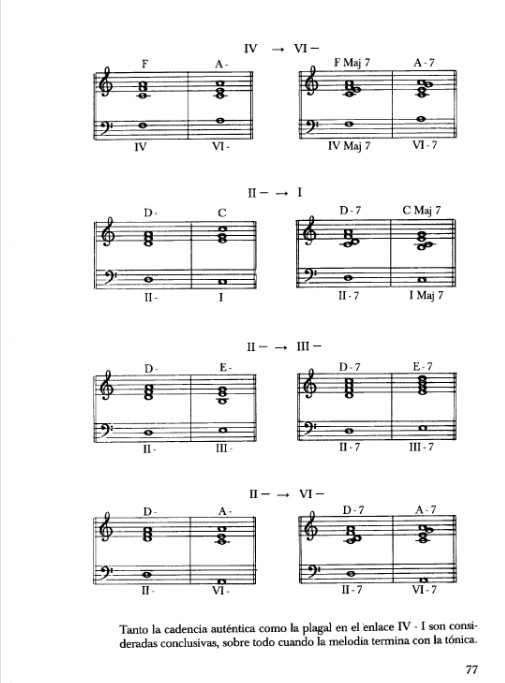 IV → VI –
F A - F Maj 7 A - 7
IV VI - IV Maj 7 VI - 7
II – → I
D - C D - 7 C Maj 7
II - I II - 7 I Maj 7
II – → III –
D - E - D - 7 E - 7
II - III - II - 7 III - 7
II – → VI –
D - A - D - 7 A - 7
II - VI - II - 7 VI - 7
Tanto la cadencia auténtica como la plagal en el enlace IV - I son consi-
deradas conclusivas, sobre todo cuando la melodia termina con la tónica.
77